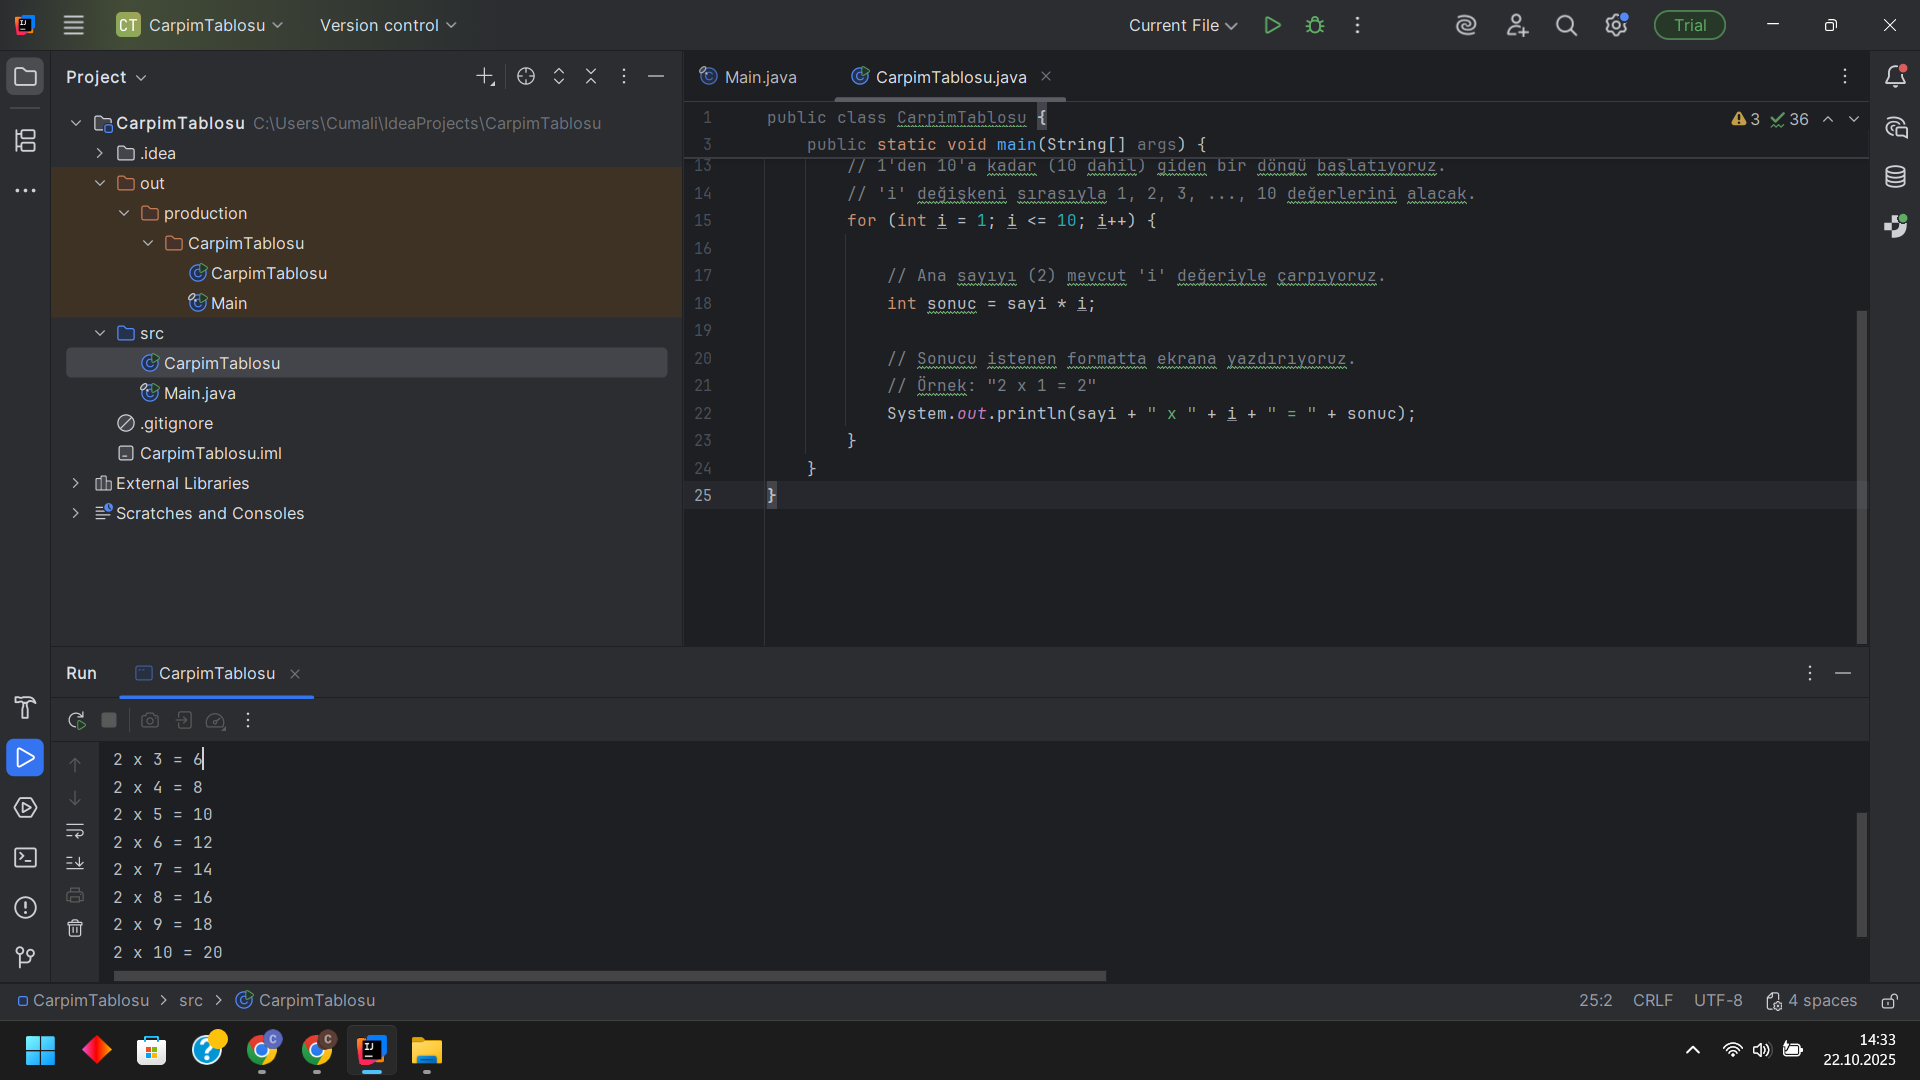 CT CarpimTablosu
Version control
Current File
Trial
Project
CarpimTablosu C:\Users\Cumali\IdeaProjects\CarpimTablosu
.idea
out
production
CarpimTablosu
CarpimTablosu
Main
src
CarpimTablosu
Main.java
.gitignore
CarpimTablosu.iml
External Libraries
Scratches and Consoles
Main.java
CarpimTablosu.java
3 36
1 public class CarpimTablosu {
3 public static void main(String[] args) {
13 // 1'den 10'a kadar (10 dahil) giden bir döngü başlatıyoruz.
14 // 'i' değişkeni sırasıyla 1, 2, 3, ..., 10 değerlerini alacak.
15 for (int i = 1; i <= 10; i++) {
16
17 // Ana sayıyı (2) mevcut 'i' değeriyle çarpıyoruz.
18 int sonuc = sayi * i;
19
20 // Sonucu istenen formatta ekrana yazdırıyoruz.
21 // Örnek: "2 x 1 = 2"
22 System.out.println(sayi + " x " + i + " = " + sonuc);
23 }
24 }
25 }
Run
CarpimTablosu
2 x 3 = 6
2 x 4 = 8
2 x 5 = 10
2 x 6 = 12
2 x 7 = 14
2 x 8 = 16
2 x 9 = 18
2 x 10 = 20
CarpimTablosu > src > CarpimTablosu
25:2 CRLF UTF-8 4 spaces
14:33
22.10.2025